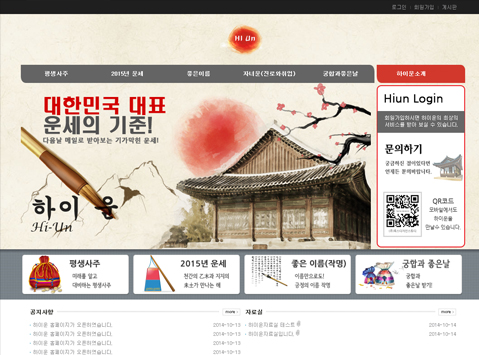 로그인 | 회원가입 | 게시판
Hi Un
평생사주 2015년 운세 좋은이름 자녀운(진로와취업) 궁합과좋은날 하이운소개
대한민국 대표
운세의 기준!
다음날 메일로 받아보는 기가막힌 운세!
하이운
Hi-Un
Hiun Login
회원가입하시면 하이운의 최상의
서비스를 받아 보실 수 있습니다.
문의하기
궁금하신 점이있다면
언제든 문의바랍니다.
QR코드
모바일에서도
하이운을
만날수 있습니다.
평생사주
미래를 알고
대비하는 평생사주
2015년 운세
천간의 乙木과 지지의
未土가 만나는 해
좋은 이름(작명)
이름만으로도!
긍정의 이름 작명
궁합과 좋은날
궁합과
좋은날 받기!
공지사항 more
· 하이운 홈페이지가 오픈하였습니다. 2014-10-13
· 하이운 홈페이지가 오픈하였습니다. 2014-10-13
· 하이운 홈페이지가 오픈하였습니다. 2014-10-13
· 하이운 홈페이지가 오픈하였습니다. 2014-10-13
자료실 more
· 하이운자료실 테스트 2014-10-14
· 하이운자료실입니다. 2014-10-14